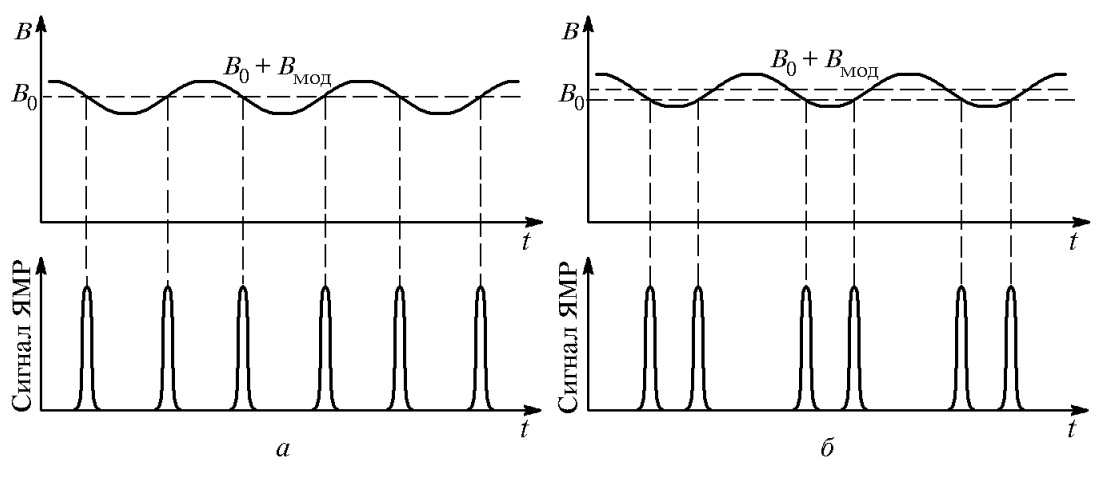 B
B₀ + Bмод
B₀
t
Сигнал ЯМР
t
а
B
B₀ + Bмод
B₀
t
Сигнал ЯМР
t
б